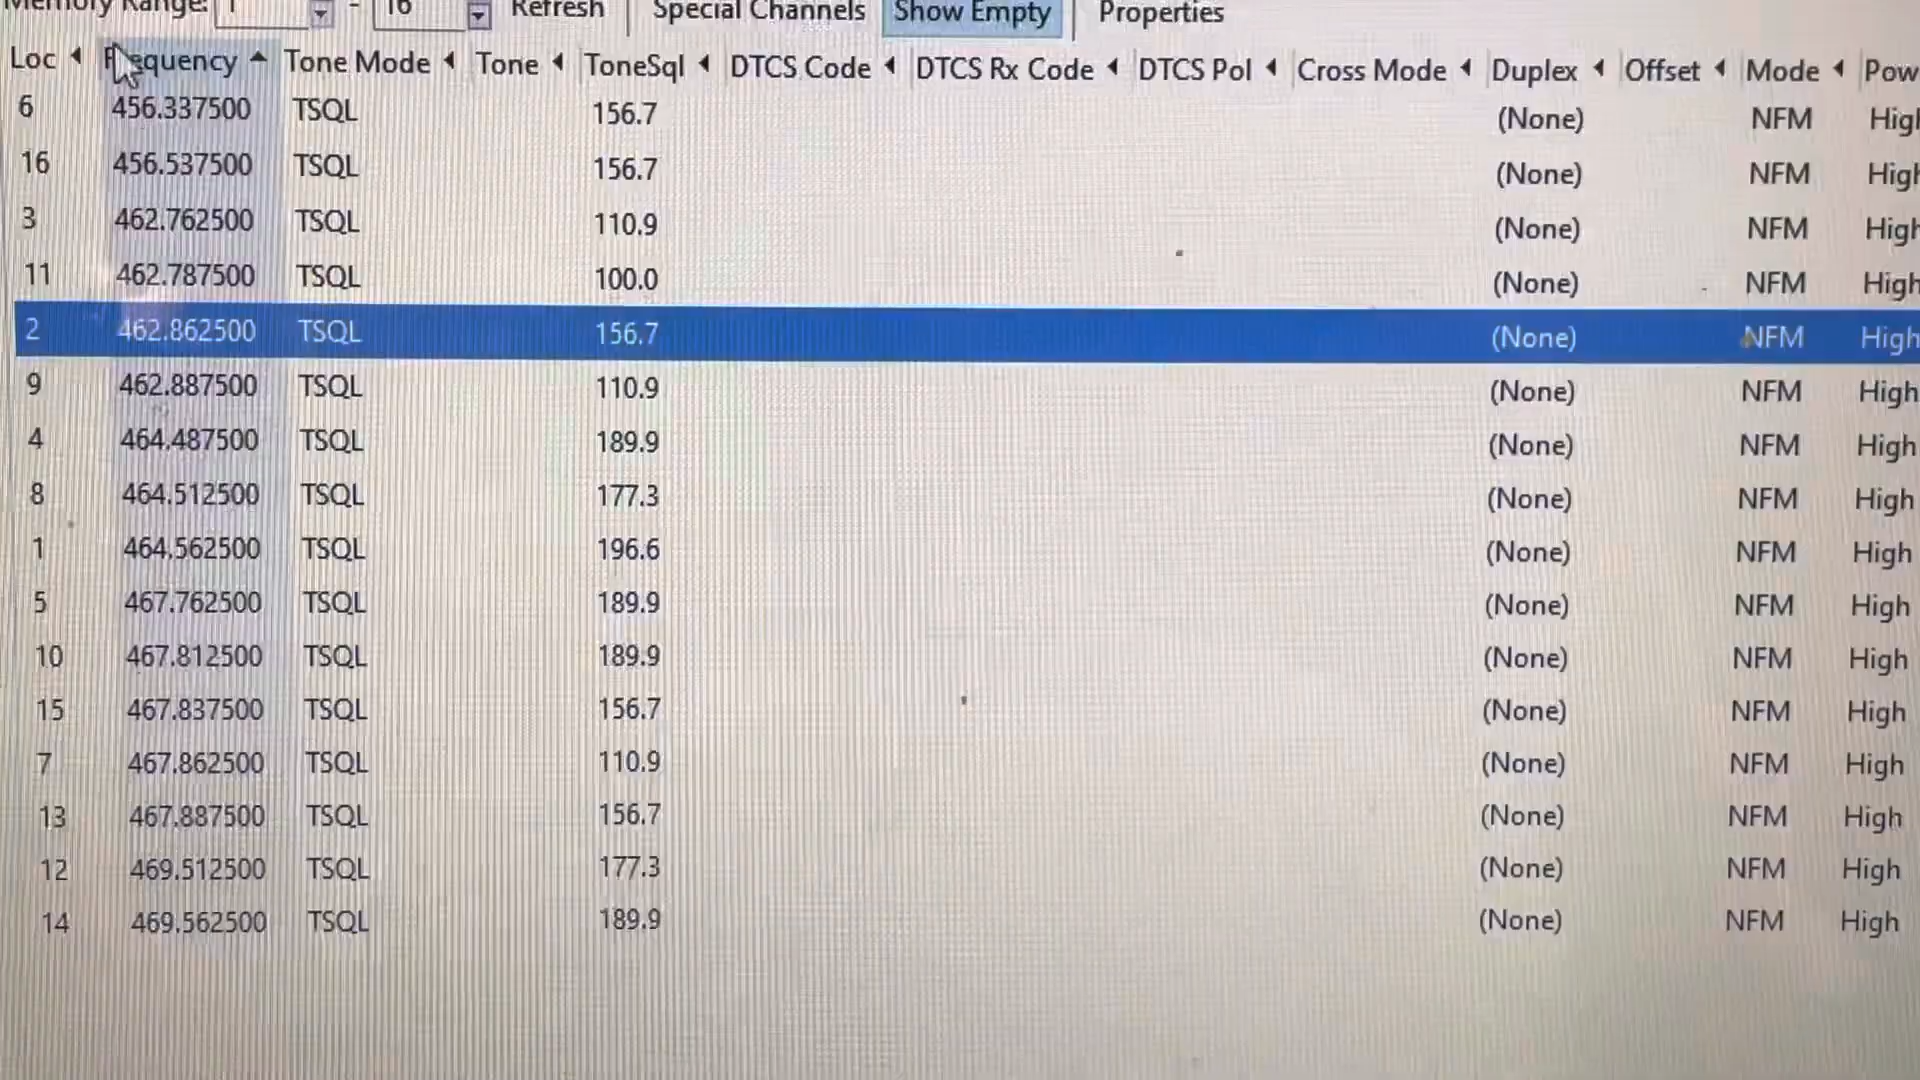 Memory Range: 1 - 16 Refresh Special Channels Show Empty Properties
Loc Frequency Tone Mode Tone ToneSql DTCS Code DTCS Rx Code DTCS Pol Cross Mode Duplex Offset Mode Pow
6 456.337500 TSQL 156.7 (None) NFM High
16 456.537500 TSQL 156.7 (None) NFM High
3 462.762500 TSQL 110.9 (None) NFM High
11 462.787500 TSQL 100.0 (None) NFM High
2 462.862500 TSQL 156.7 (None) NFM High
9 462.887500 TSQL 110.9 (None) NFM High
4 464.487500 TSQL 189.9 (None) NFM High
8 464.512500 TSQL 177.3 (None) NFM High
1 464.562500 TSQL 196.6 (None) NFM High
5 467.762500 TSQL 189.9 (None) NFM High
10 467.812500 TSQL 189.9 (None) NFM High
15 467.837500 TSQL 156.7 (None) NFM High
7 467.862500 TSQL 110.9 (None) NFM High
13 467.887500 TSQL 156.7 (None) NFM High
12 469.512500 TSQL 177.3 (None) NFM High
14 469.562500 TSQL 189.9 (None) NFM High